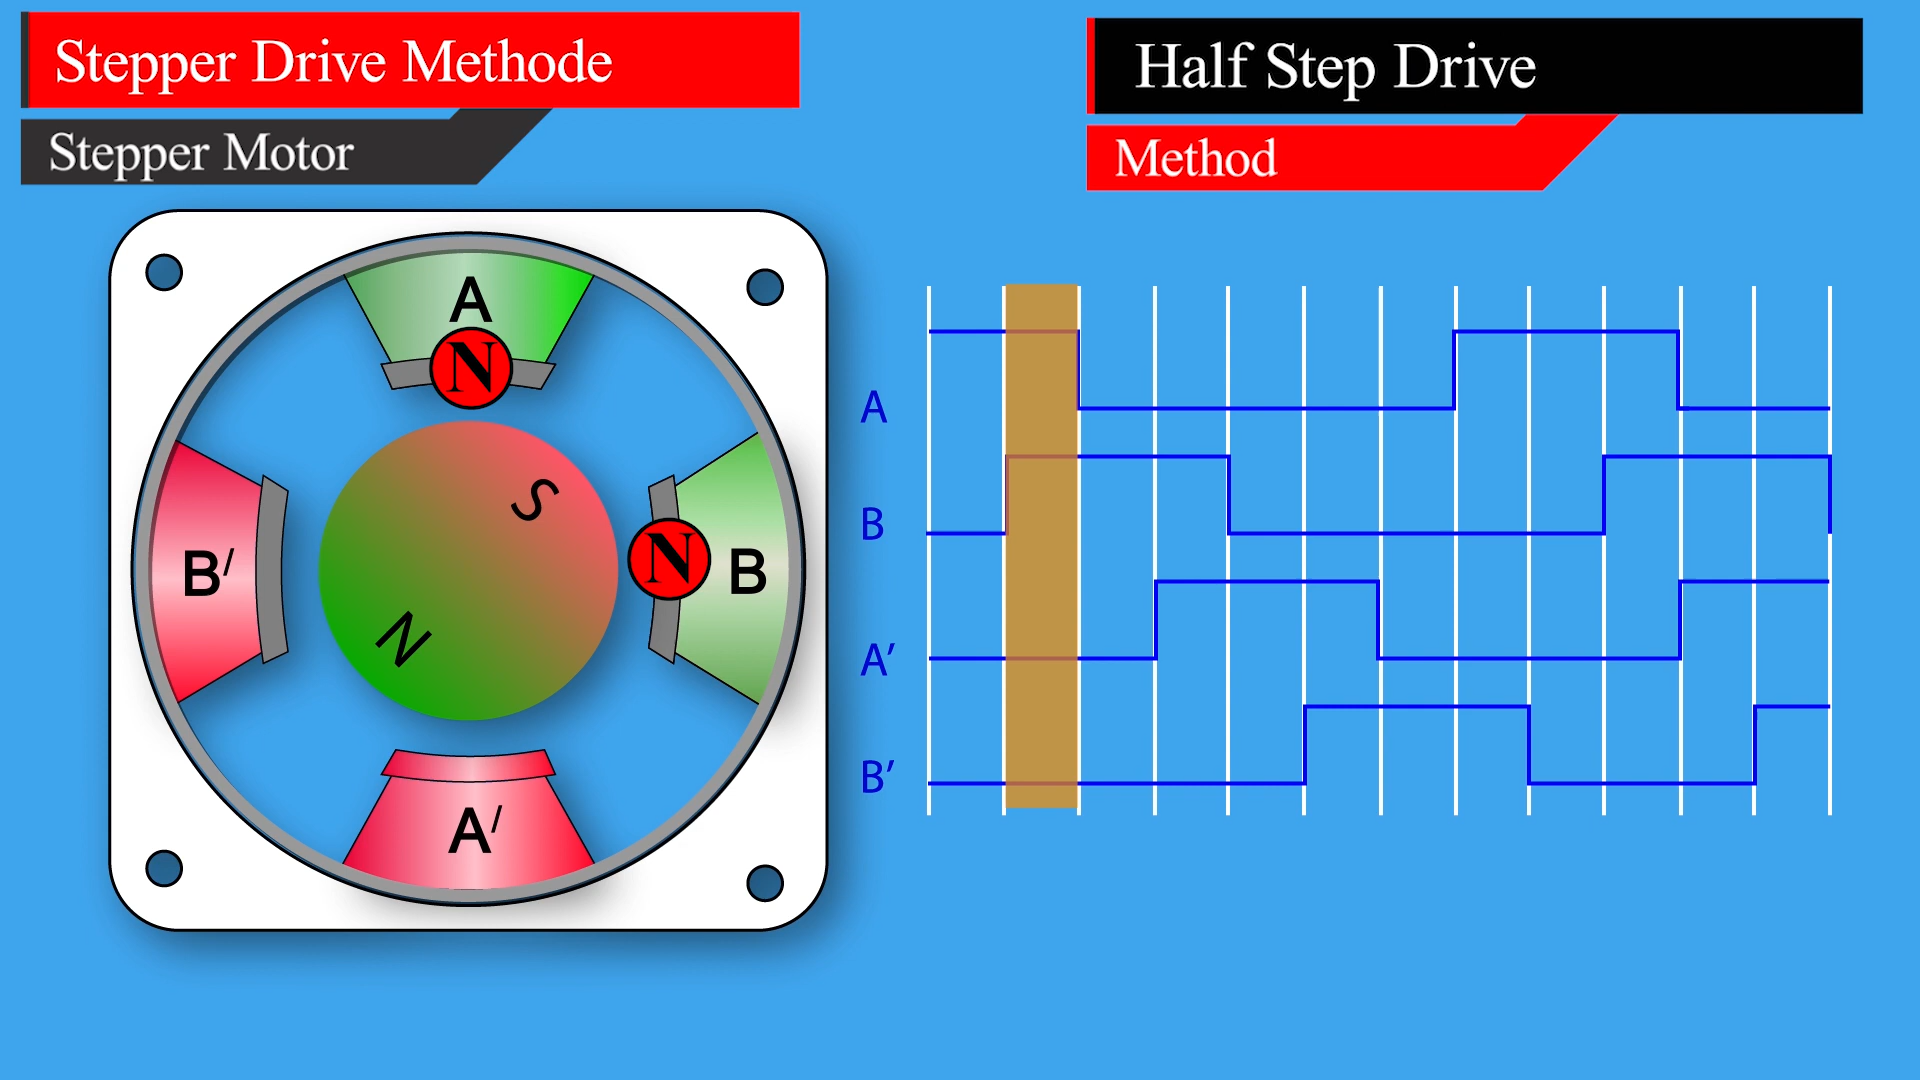 Stepper Drive Methode
Stepper Motor
Half Step Drive
Method
A
N
S
B/
N
B
N
A/
A
B
A′
B′